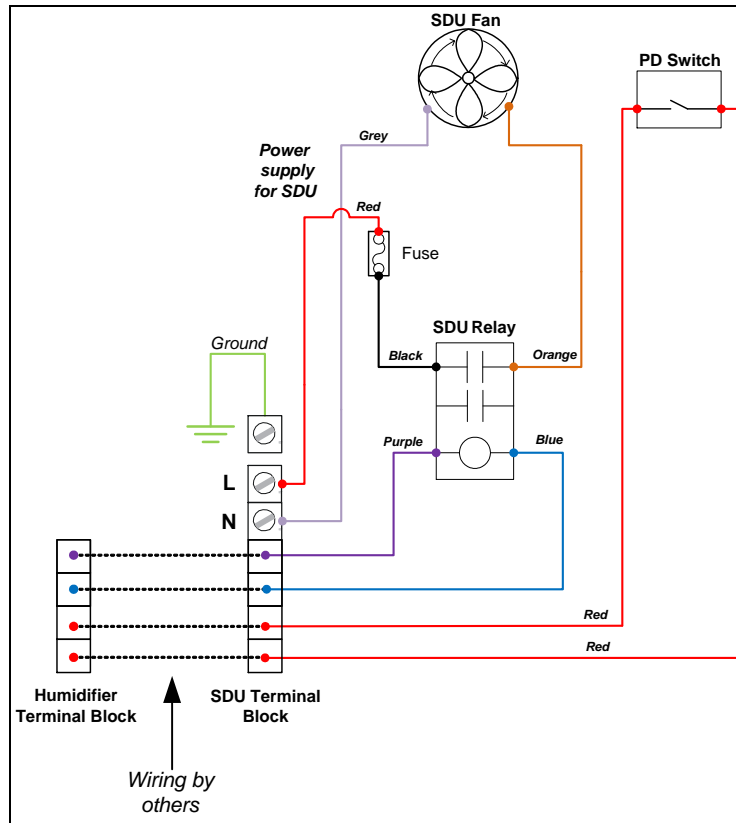 SDU Fan
PD Switch
Grey
Power
supply
for SDU
Red
Fuse
SDU Relay
Ground
Black
Orange
Purple
Blue
L
N
Red
Red
Humidifier
Terminal Block
SDU Terminal
Block
Wiring by
others